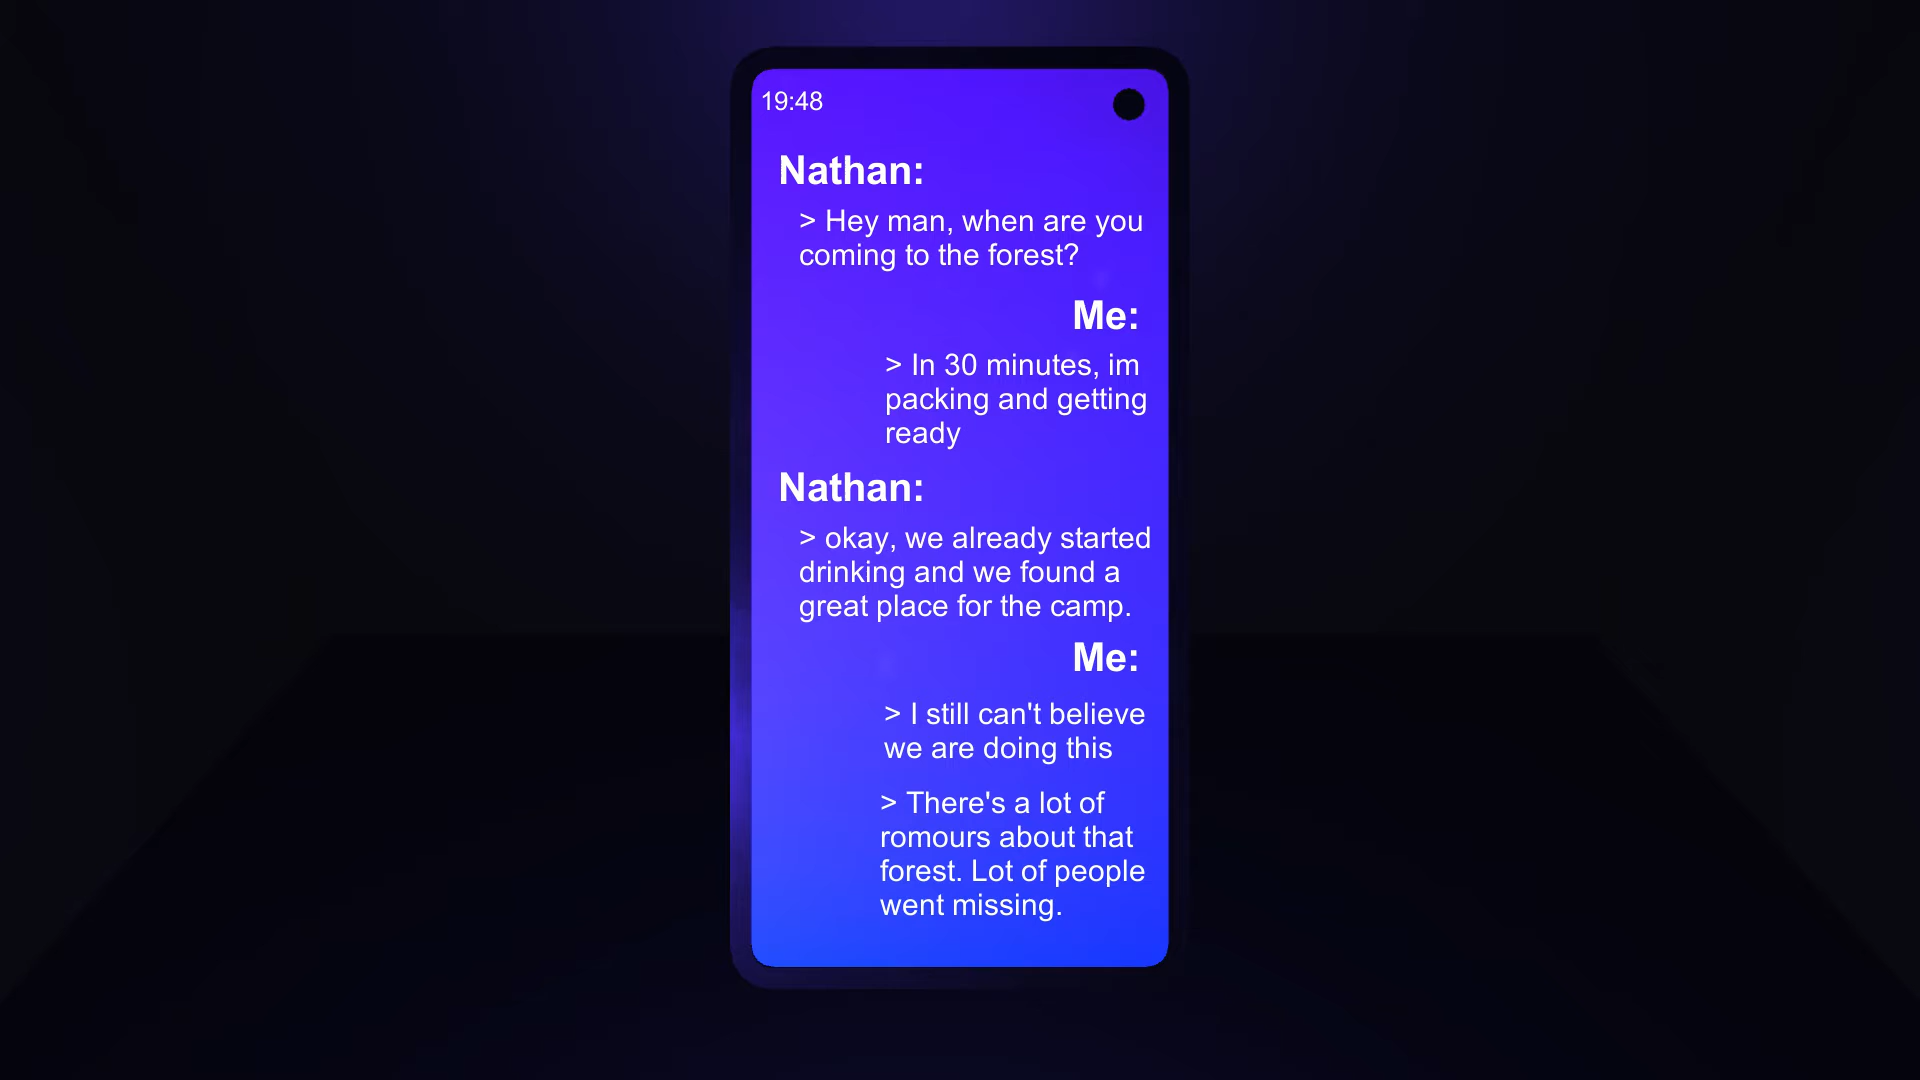 19:48
Nathan:
> Hey man, when are you
coming to the forest?
Me:
> In 30 minutes, im
packing and getting
ready
Nathan:
> okay, we already started
drinking and we found a
great place for the camp.
Me:
> I still can't believe
we are doing this
> There's a lot of
romours about that
forest. Lot of people
went missing.